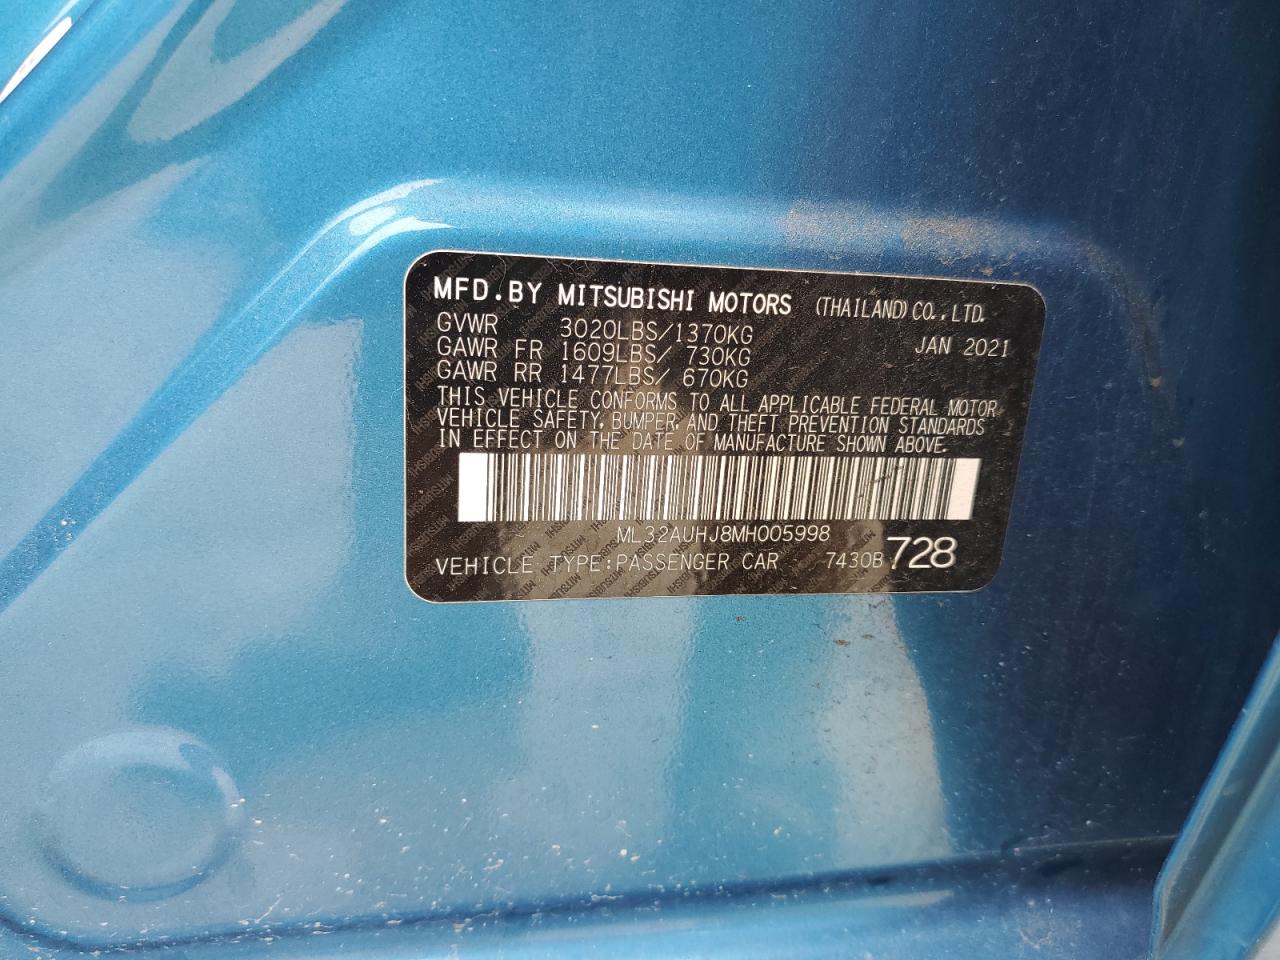 MFD.BY MITSUBISHI MOTORS (THAILAND)CO.,LTD.
GVWR 3020LBS/1370KG JAN 2021
GAWR FR 1609LBS/ 730KG
GAWR RR 1477LBS/ 670KG
THIS VEHICLE CONFORMS TO ALL APPLICABLE FEDERAL MOTOR
VEHICLE SAFETY, BUMPER, AND THEFT PREVENTION STANDARDS
IN EFFECT ON THE DATE OF MANUFACTURE SHOWN ABOVE.
ML32AUHJ8MH005998
VEHICLE TYPE:PASSENGER CAR 7430B 728